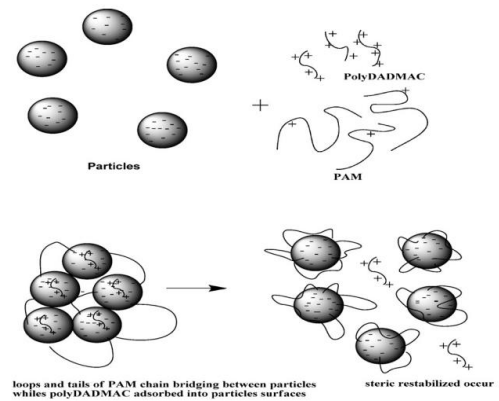 PolyDADMAC
Particles
PAM
loops and tails of PAM chain bridging between particles
whiles polyDADMAC adsorbed into particles surfaces
steric restabilized occur